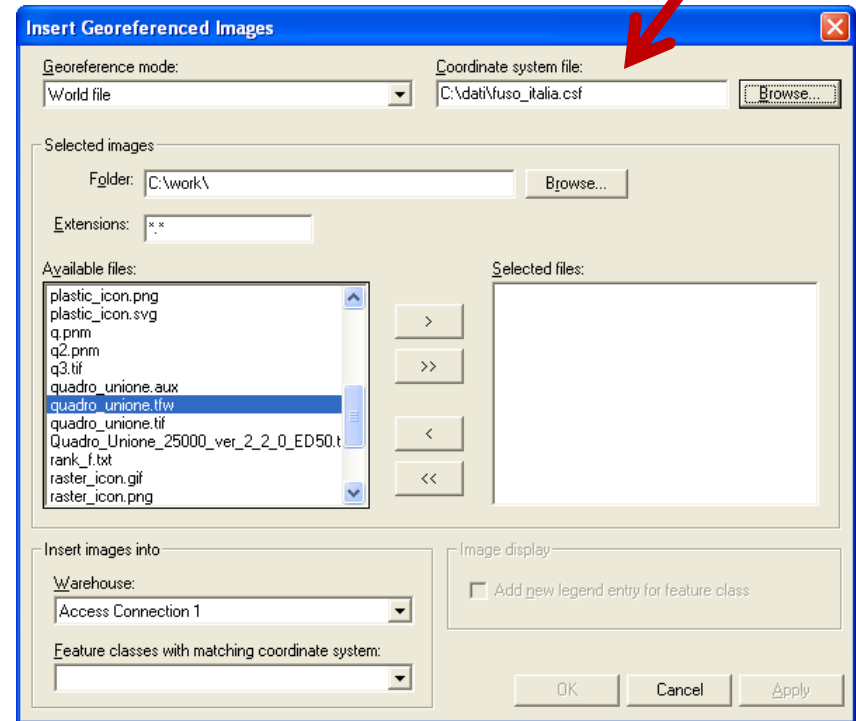 Insert Georeferenced Images
Georeference mode:
Coordinate system file:
World file
C:\dati\fuso_italia.csf
Browse...
Selected images
Folder:
C:\work\
Browse...
Extensions:
*.*
Available files:
Selected files:
plastic_icon.png
plastic_icon.svg
q.pnm
q2.pnm
q3.tif
quadro_unione.aux
quadro_unione.tfw
quadro_unione.tif
Quadro_Unione_25000_ver_2_2_0_ED50.t
rank_f.txt
raster_icon.gif
raster_icon.png
>
>>
<
<<
Insert images into
Warehouse:
Access Connection 1
Feature classes with matching coordinate system:
Image display
Add new legend entry for feature class
OK
Cancel
Apply